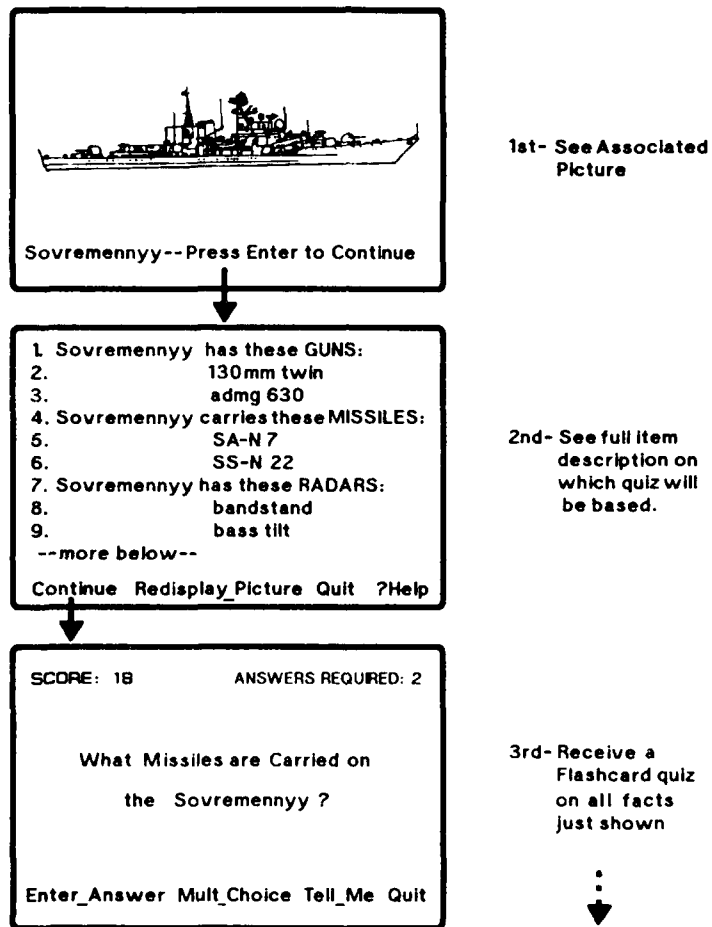 1st- See Associated
Picture
Sovremennyy--Press Enter to Continue
1. Sovremennyy has these GUNS:
2. 130mm twin
3. admg 630
4. Sovremennyy carries these MISSILES:
5. SA-N 7
6. SS-N 22
7. Sovremennyy has these RADARS:
8. bandstand
9. bass tilt
--more below--
Continue Redisplay_Picture Quit ?Help
2nd- See full item
description on
which quiz will
be based.
SCORE: 18 ANSWERS REQUIRED: 2
What Missiles are Carried on
the Sovremennyy ?
Enter_Answer Mult_Choice Tell_Me Quit
3rd- Receive a
Flashcard quiz
on all facts
just shown